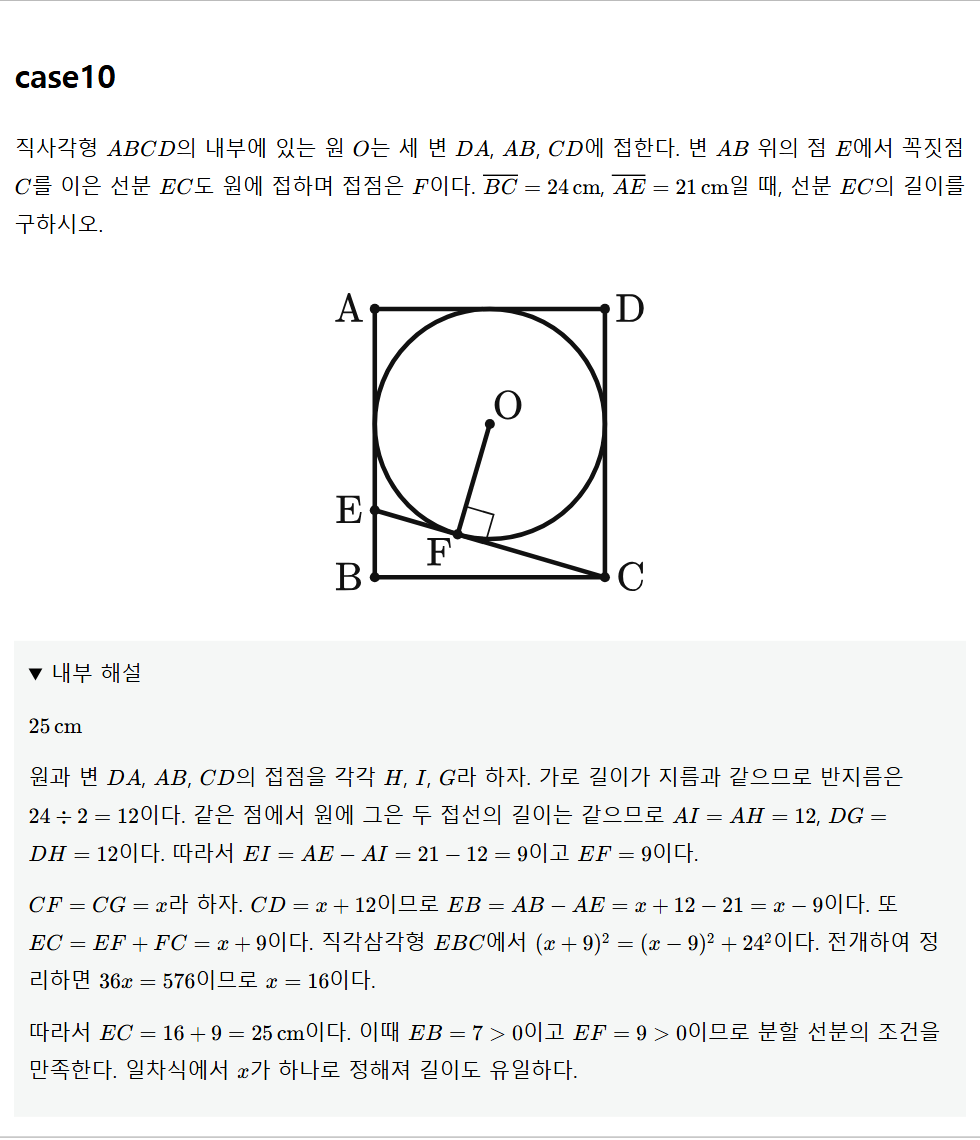 case10
직사각형 ABCD의 내부에 있는 원 O는 세 변 DA, AB, CD에 접한다. 변 AB 위의 점 E에서 꼭짓점
C를 이은 선분 EC도 원에 접하며 접점은 F이다. \overline{BC} = 24 cm, \overline{AE} = 21 cm일 때, 선분 EC의 길이를
구하시오.
A
D
O
E
F
B
C
▼ 내부 해설
25 cm
원과 변 DA, AB, CD의 접점을 각각 H, I, G라 하자. 가로 길이가 지름과 같으므로 반지름은
24 ÷ 2 = 12이다. 같은 점에서 원에 그은 두 접선의 길이는 같으므로 AI = AH = 12, DG =
DH = 12이다. 따라서 EI = AE − AI = 21 − 12 = 9이고 EF = 9이다.
CF = CG = x라 하자. CD = x + 12이므로 EB = AB − AE = x + 12 − 21 = x − 9이다. 또
EC = EF + FC = x + 9이다. 직각삼각형 EBC에서 (x + 9)² = (x − 9)² + 24²이다. 전개하여 정
리하면 36x = 576이므로 x = 16이다.
따라서 EC = 16 + 9 = 25 cm이다. 이때 EB = 7 > 0이고 EF = 9 > 0이므로 분할 선분의 조건을
만족한다. 일차식에서 x가 하나로 정해져 길이도 유일하다.